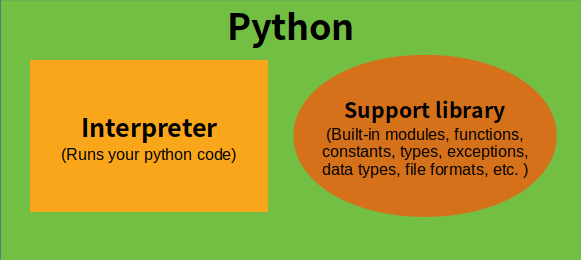 Python
Interpreter
(Runs your python code)
Support library
(Built-in modules, functions,
constants, types, exceptions,
data types, file formats, etc. )